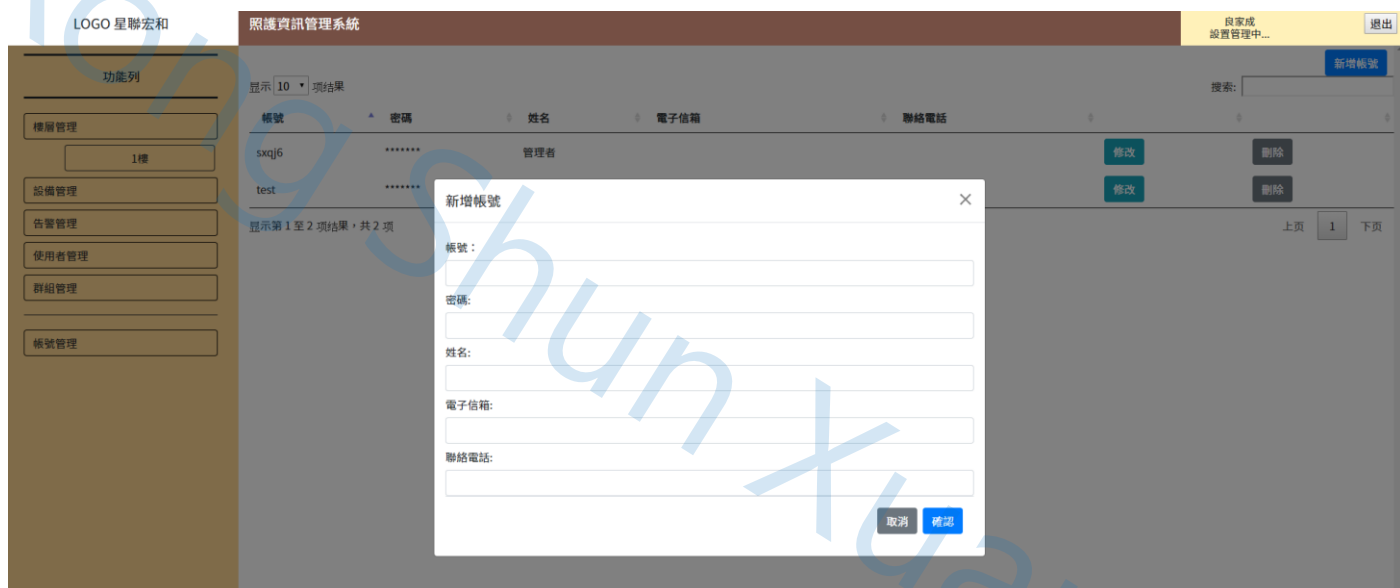 LOGO 星聯宏和
照護資訊管理系統
良家成
設置管理中...
退出
功能列
樓層管理
1樓
設備管理
告警管理
使用者管理
群組管理
帳號管理
新增帳號
显示 10 项结果
搜索:
帳號 密碼 姓名 電子信箱 聯絡電話
sxqj6 ******* 管理者 修改 刪除
test ******* 修改 刪除
显示第 1 至 2 项结果，共 2 项
上页 1 下页
新增帳號 ×
帳號：
密碼:
姓名:
電子信箱:
聯絡電話:
取消 確認
ong Shun Xua